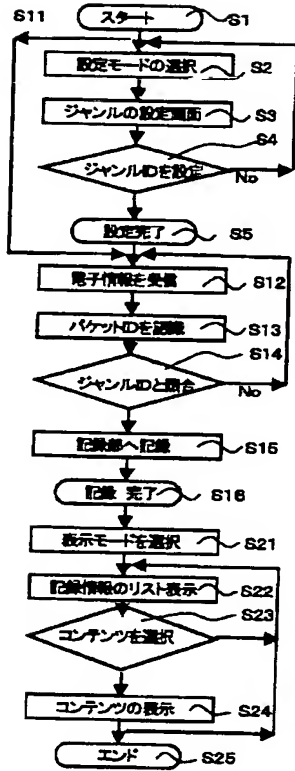 S11
スタート
S1
設定モードの選択
S2
ジャンルの設定画面
S3
S4
ジャンルIDを設定
No
設定完了
S5
電子情報を受信
S12
パケットIDを記録
S13
S14
ジャンルIDと照合
No
記録部へ記録
S15
記録 完了
S16
表示モードを選択
S21
記録情報のリスト表示
S22
S23
コンテンツを選択
コンテンツの表示
S24
エンド
S25